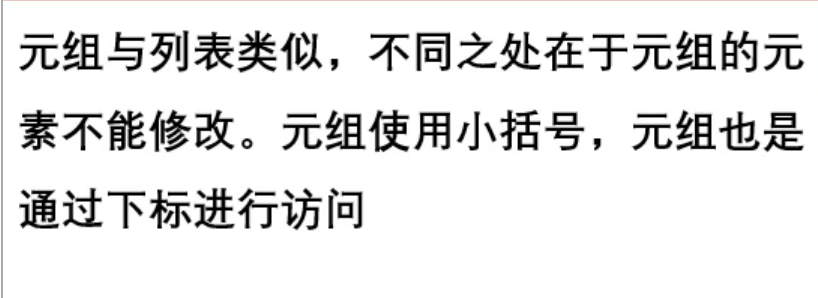 元组与列表类似，不同之处在于元组的元
素不能修改。元组使用小括号，元组也是
通过下标进行访问